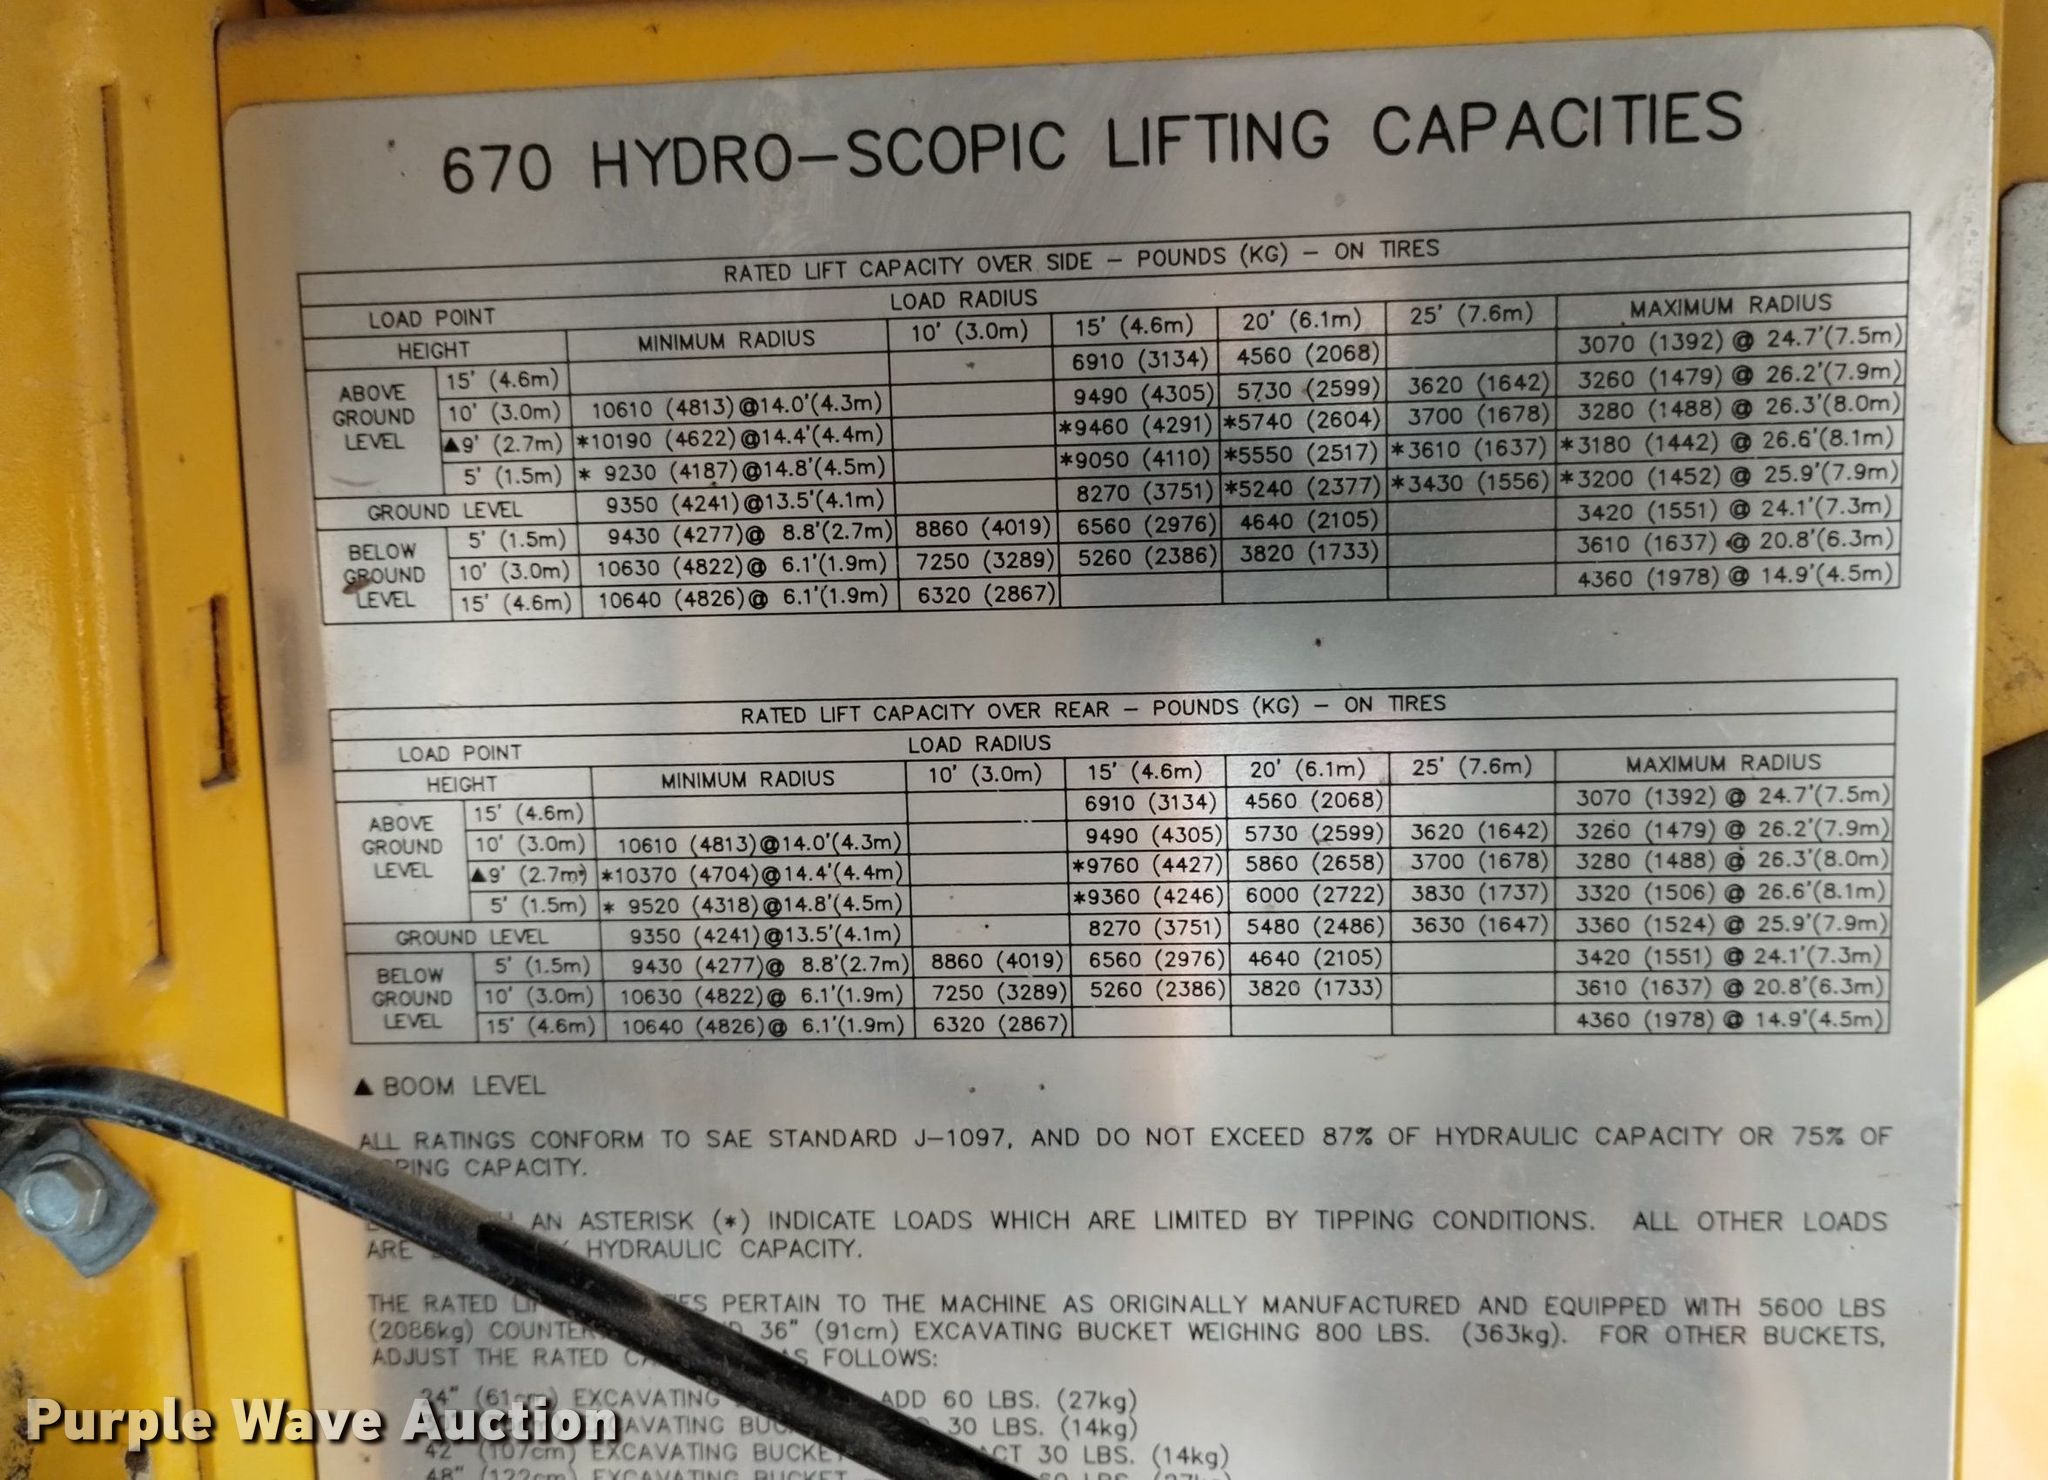 670 HYDRO-SCOPIC LIFTING CAPACITIES
RATED LIFT CAPACITY OVER SIDE - POUNDS (KG) - ON TIRES
LOAD POINT LOAD RADIUS
HEIGHT MINIMUM RADIUS 10' (3.0m) 15' (4.6m) 20' (6.1m) 25' (7.6m) MAXIMUM RADIUS
ABOVE GROUND LEVEL
15' (4.6m) 6910 (3134) 4560 (2068) 3070 (1392) @ 24.7'(7.5m)
10' (3.0m) 10610 (4813)@14.0'(4.3m) 9490 (4305) 5730 (2599) 3620 (1642) 3260 (1479) @ 26.2'(7.9m)
▲9' (2.7m) *10190 (4622)@14.4'(4.4m) *9460 (4291) *5740 (2604) 3700 (1678) 3280 (1488) @ 26.3'(8.0m)
5' (1.5m) * 9230 (4187)@14.8'(4.5m) *9050 (4110) *5550 (2517) *3610 (1637) *3180 (1442) @ 26.6'(8.1m)
GROUND LEVEL 9350 (4241)@13.5'(4.1m) 8270 (3751) *5240 (2377) *3430 (1556) *3200 (1452) @ 25.9'(7.9m)
BELOW GROUND LEVEL
5' (1.5m) 9430 (4277)@ 8.8'(2.7m) 8860 (4019) 6560 (2976) 4640 (2105) 3420 (1551) @ 24.1'(7.3m)
10' (3.0m) 10630 (4822)@ 6.1'(1.9m) 7250 (3289) 5260 (2386) 3820 (1733) 3610 (1637) @ 20.8'(6.3m)
15' (4.6m) 10640 (4826)@ 6.1'(1.9m) 6320 (2867) 4360 (1978) @ 14.9'(4.5m)
RATED LIFT CAPACITY OVER REAR - POUNDS (KG) - ON TIRES
LOAD POINT LOAD RADIUS
HEIGHT MINIMUM RADIUS 10' (3.0m) 15' (4.6m) 20' (6.1m) 25' (7.6m) MAXIMUM RADIUS
ABOVE GROUND LEVEL
15' (4.6m) 6910 (3134) 4560 (2068) 3070 (1392) @ 24.7'(7.5m)
10' (3.0m) 10610 (4813)@14.0'(4.3m) 9490 (4305) 5730 (2599) 3620 (1642) 3260 (1479) @ 26.2'(7.9m)
▲9' (2.7m) *10370 (4704)@14.4'(4.4m) *9760 (4427) 5860 (2658) 3700 (1678) 3280 (1488) @ 26.3'(8.0m)
5' (1.5m) * 9520 (4318)@14.8'(4.5m) *9360 (4246) 6000 (2722) 3830 (1737) 3320 (1506) @ 26.6'(8.1m)
GROUND LEVEL 9350 (4241)@13.5'(4.1m) 8270 (3751) 5480 (2486) 3630 (1647) 3360 (1524) @ 25.9'(7.9m)
BELOW GROUND LEVEL
5' (1.5m) 9430 (4277)@ 8.8'(2.7m) 8860 (4019) 6560 (2976) 4640 (2105) 3420 (1551) @ 24.1'(7.3m)
10' (3.0m) 10630 (4822)@ 6.1'(1.9m) 7250 (3289) 5260 (2386) 3820 (1733) 3610 (1637) @ 20.8'(6.3m)
15' (4.6m) 10640 (4826)@ 6.1'(1.9m) 6320 (2867) 4360 (1978) @ 14.9'(4.5m)
▲ BOOM LEVEL
ALL RATINGS CONFORM TO SAE STANDARD J-1097, AND DO NOT EXCEED 87% OF HYDRAULIC CAPACITY OR 75% OF
CAPACITY.
AN ASTERISK (*) INDICATE LOADS WHICH ARE LIMITED BY TIPPING CONDITIONS. ALL OTHER LOADS
ARE HYDRAULIC CAPACITY.
THE RATED PERTAIN TO THE MACHINE AS ORIGINALLY MANUFACTURED AND EQUIPPED WITH 5600 LBS
(2086kg) 36" (91cm) EXCAVATING BUCKET WEIGHING 800 LBS. (363kg). FOR OTHER BUCKETS,
ADJUST THE RATED AS FOLLOWS:
24" (61cm) EXCAVATING ADD 60 LBS. (27kg)
30 LBS. (14kg)
42" (107cm) EXCAVATING BUCKET 30 LBS. (14kg)
48" (122cm) EXCAVATING BUCKET
Purple Wave Auction